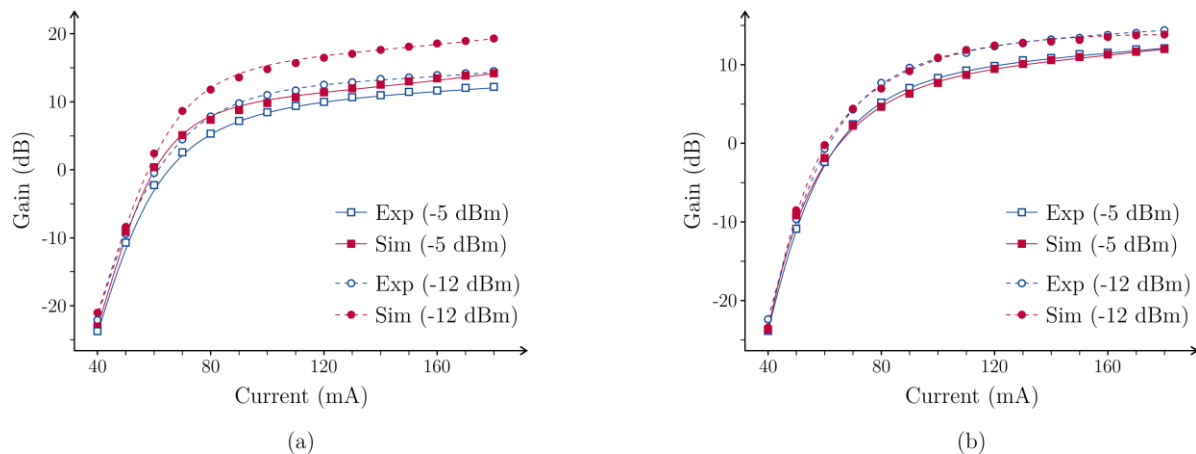 20
10
0
-10
-20
Gain (dB)
Exp (-5 dBm)
Sim (-5 dBm)
Exp (-12 dBm)
Sim (-12 dBm)
40
80
120
160
Current (mA)
(a)
10
0
-10
-20
Gain (dB)
Exp (-5 dBm)
Sim (-5 dBm)
Exp (-12 dBm)
Sim (-12 dBm)
40
80
120
160
Current (mA)
(b)